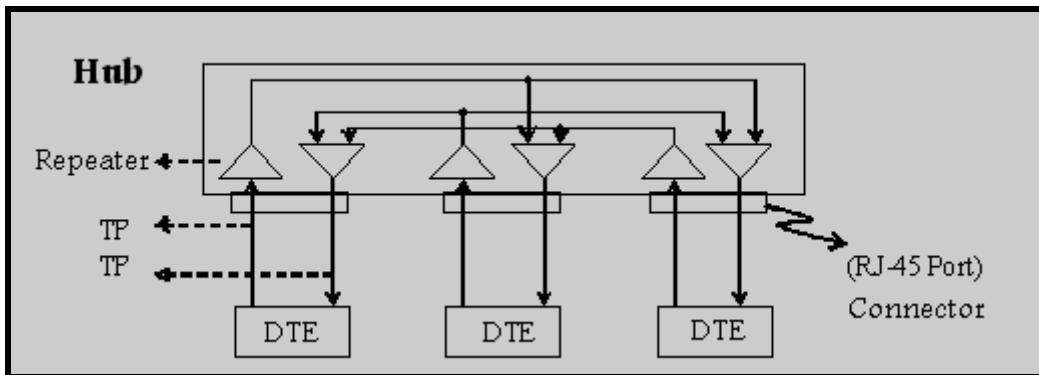 Hub
Repeater
TP
TP
(RJ-45 Port)
Connector
DTE
DTE
DTE